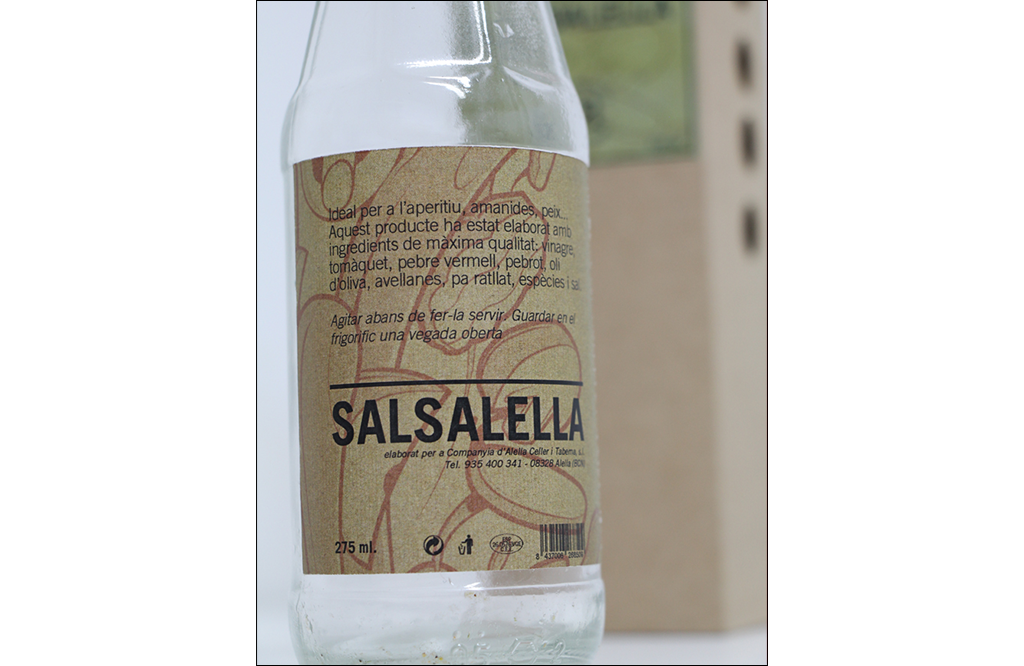 Ideal per a l'aperitiu, amanides, peix...
Aquest producte ha estat elaborat amb
ingredients de màxima qualitat: vinagre,
tomàquet, pebre vermell, pebrot, oli
d'oliva, avellanes, pa ratllat, espècies i sal.
Agitar abans de fer-la servir. Guardar en el
frigorífic una vegada oberta
SALSALELLA
elaborat per a Companyia d'Alella Celler i Taberna, s.l.
Tel. 935 400 341 - 08328 Alella (BCN)
275 ml.